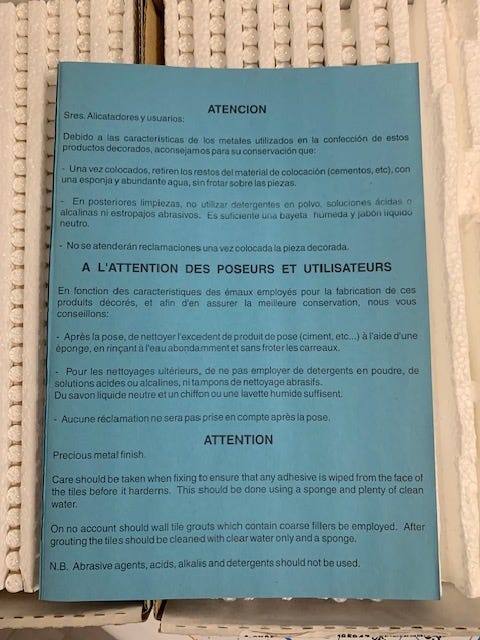 ATENCION
Sres. Alicatadores y usuarios:
Debido a las características de los metales utilizados en la confección de estos
productos decorados, aconsejamos para su conservación que:
- Una vez colocados, retiren los restos del material de colocación (cementos, etc), con
una esponja y abundante agua, sin frotar sobre las piezas.
- En posteriores limpiezas, no utilizar detergentes en polvo, soluciones ácidas o
alcalinas ni estropajos abrasivos. Es suficiente una bayeta humeda y jabón líquido
neutro.
- No se atenderán reclamaciones una vez colocada la pieza decorada.
A L'ATTENTION DES POSEURS ET UTILISATEURS
En fonction des caracteristiques des émaux employés pour la fabrication de ces
produits décorés, et afin d'en assurer la meilleure conservation, nous vous
conseillons:
- Après la pose, de nettoyer l'excedent de produit de pose (ciment, etc...) à l'aide d'une
èponge, en rinçant à l'eau abondamment et sans froter les carreaux.
- Pour les nettoyages ultérieurs, de ne pas employer de detergents en poudre, de
solutions acides ou alcalines, ni tampons de nettoyage abrasifs.
Du savon liquide neutre et un chiffon ou une lavette humide suffisent.
- Aucune réclamation ne sera pas prise en compte après la pose.
ATTENTION
Precious metal finish.
Care should be taken when fixing to ensure that any adhesive is wiped from the face of
the tiles before it harderns. This should be done using a sponge and plenty of clean
water.
On no account should wall tile grouts which contain coarse fillers be employed. After
grouting the tiles should be cleaned with clear water only and a sponge.
N.B. Abrasive agents, acids, alkalis and detergents should not be used.